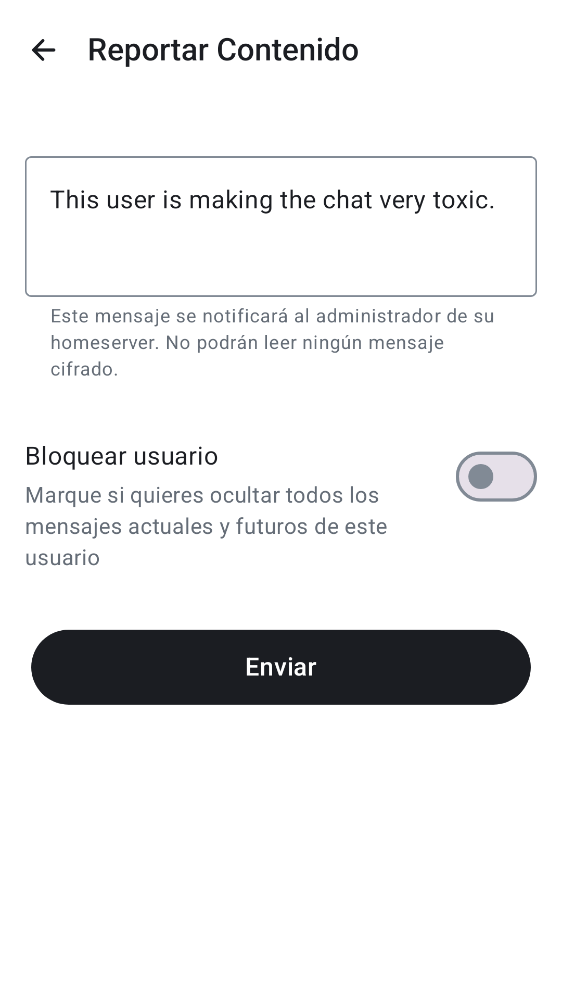 Reportar Contenido
This user is making the chat very toxic.
Este mensaje se notificará al administrador de su
homeserver. No podrán leer ningún mensaje
cifrado.
Bloquear usuario
Marque si quieres ocultar todos los
mensajes actuales y futuros de este
usuario
Enviar